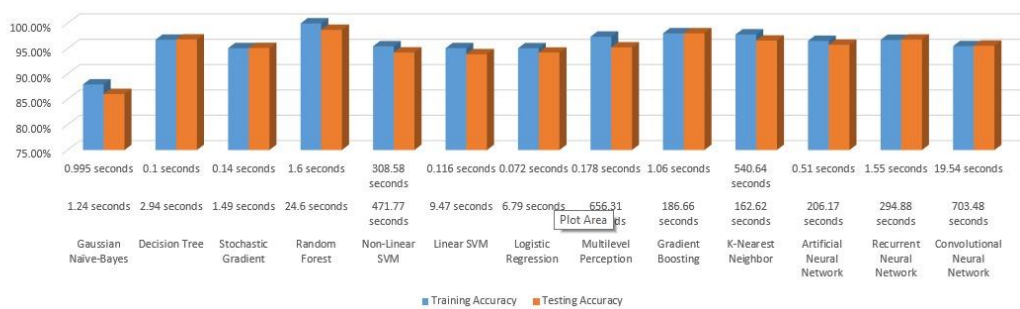 100.00%
95.00%
90.00%
85.00%
80.00%
75.00%
0.995 seconds 0.1 seconds 0.14 seconds 1.6 seconds 308.58 seconds 0.116 seconds 0.072 seconds 0.178 seconds 1.06 seconds 540.64 seconds 0.51 seconds 1.55 seconds 19.54 seconds
1.24 seconds 2.94 seconds 1.49 seconds 24.6 seconds 471.77 seconds 9.47 seconds 6.79 seconds 656.31 186.66 seconds 162.62 seconds 206.17 seconds 294.88 seconds 703.48 seconds
Plot Area
Gaussian Naïve-Bayes
Decision Tree
Stochastic Gradient
Random Forest
Non-Linear SVM
Linear SVM
Logistic Regression
Multilevel Perception
Gradient Boosting
K-Nearest Neighbor
Artificial Neural Network
Recurrent Neural Network
Convolutional Neural Network
Training Accuracy Testing Accuracy